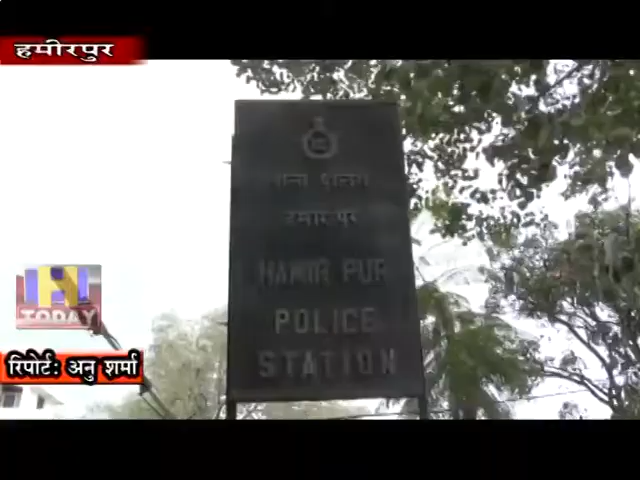 हमीरपुर
HAMIR PUR
POLICE
STATION
H
TODAY
रिपोर्ट: अनु शर्मा